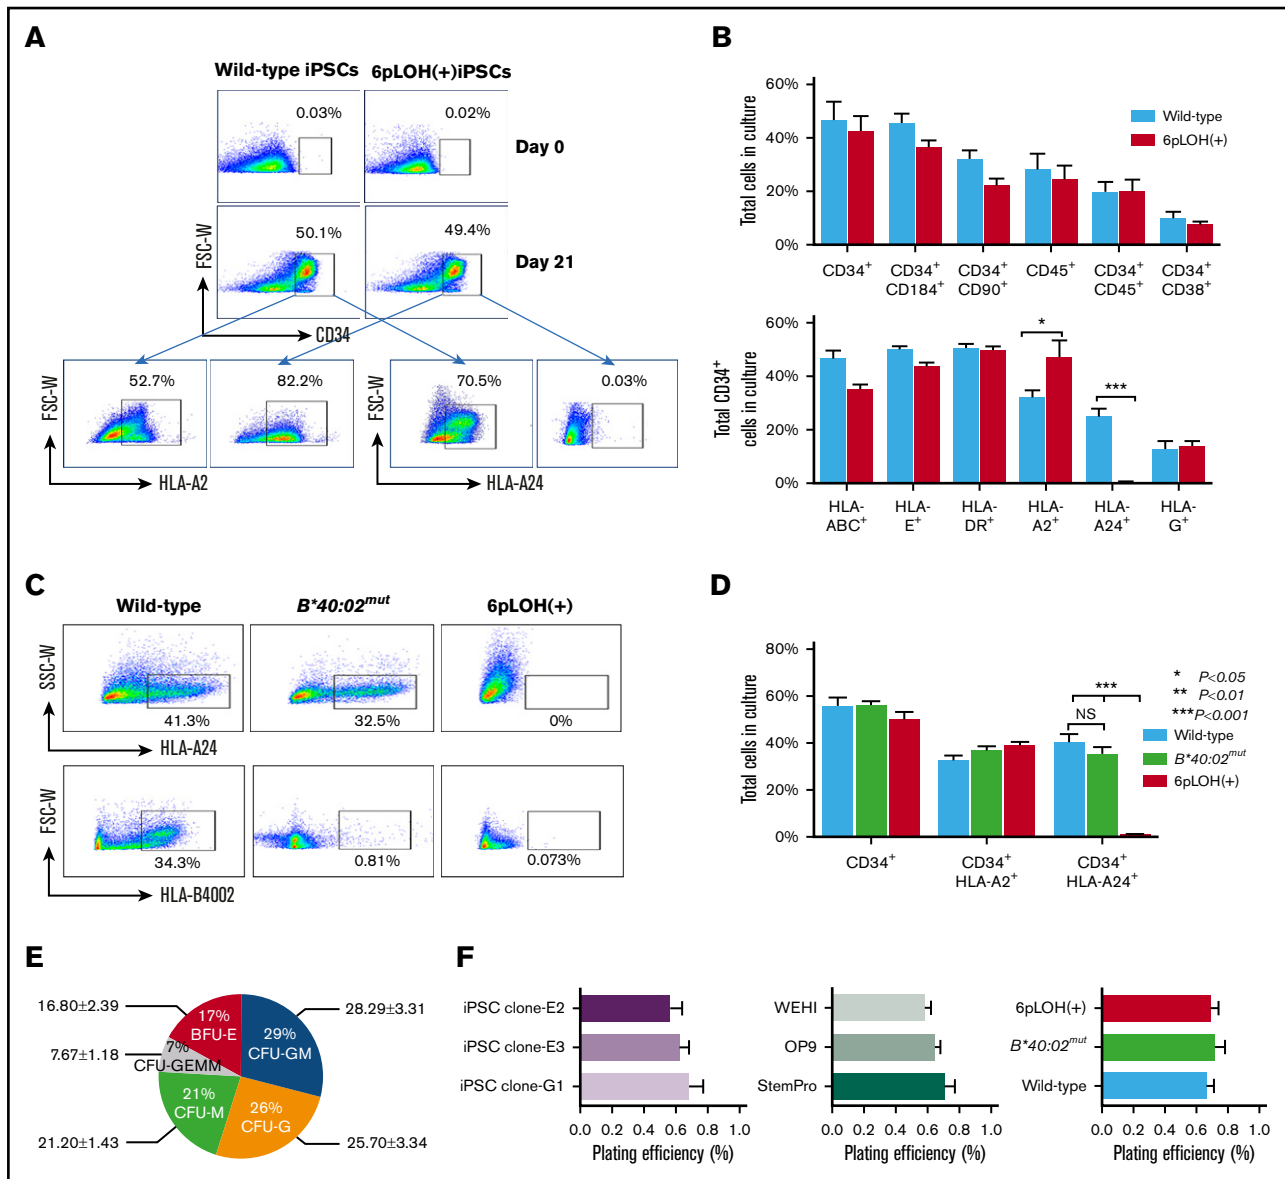 A
Wild-type iPSCs
6pLOH(+)iPSCs
0.03%
0.02%
Day 0
50.1%
49.4%
Day 21
FSC-W
CD34
52.7%
82.2%
70.5%
0.03%
FSC-W
HLA-A2
FSC-W
HLA-A24
B
60%
40%
20%
0%
Total cells in culture
Wild-type
6pLOH(+)
CD34+
CD34+ CD184+
CD34+ CD90+
CD45+
CD34+ CD45+
CD34+ CD38+
60%
40%
20%
0%
Total CD34+
cells in culture
*
***
HLA-ABC+
HLA-E+
HLA-DR+
HLA-A2+
HLA-A24+
HLA-G+
C
Wild-type
B*40:02mut
6pLOH(+)
SSC-W
41.3%
32.5%
0%
HLA-A24
FSC-W
34.3%
0.81%
0.073%
HLA-B4002
D
80%
60%
40%
20%
0%
Total cells in culture
NS
***
* P<0.05
** P<0.01
***P<0.001
Wild-type
B*40:02mut
6pLOH(+)
CD34+
CD34+ HLA-A2+
CD34+ HLA-A24+
E
16.80±2.39
7.67±1.18
21.20±1.43
28.29±3.31
25.70±3.34
17%
BFU-E
29%
CFU-GM
7%
CFU-GEMM
21%
CFU-M
26%
CFU-G
F
iPSC clone-E2
iPSC clone-E3
iPSC clone-G1
0.0 0.2 0.4 0.6 0.8 1.0
Plating efficiency (%)
WEHI
OP9
StemPro
0.0 0.2 0.4 0.6 0.8 1.0
Plating efficiency (%)
6pLOH(+)
B*40:02mut
Wild-type
0.0 0.2 0.4 0.6 0.8 1.0
Plating efficiency (%)